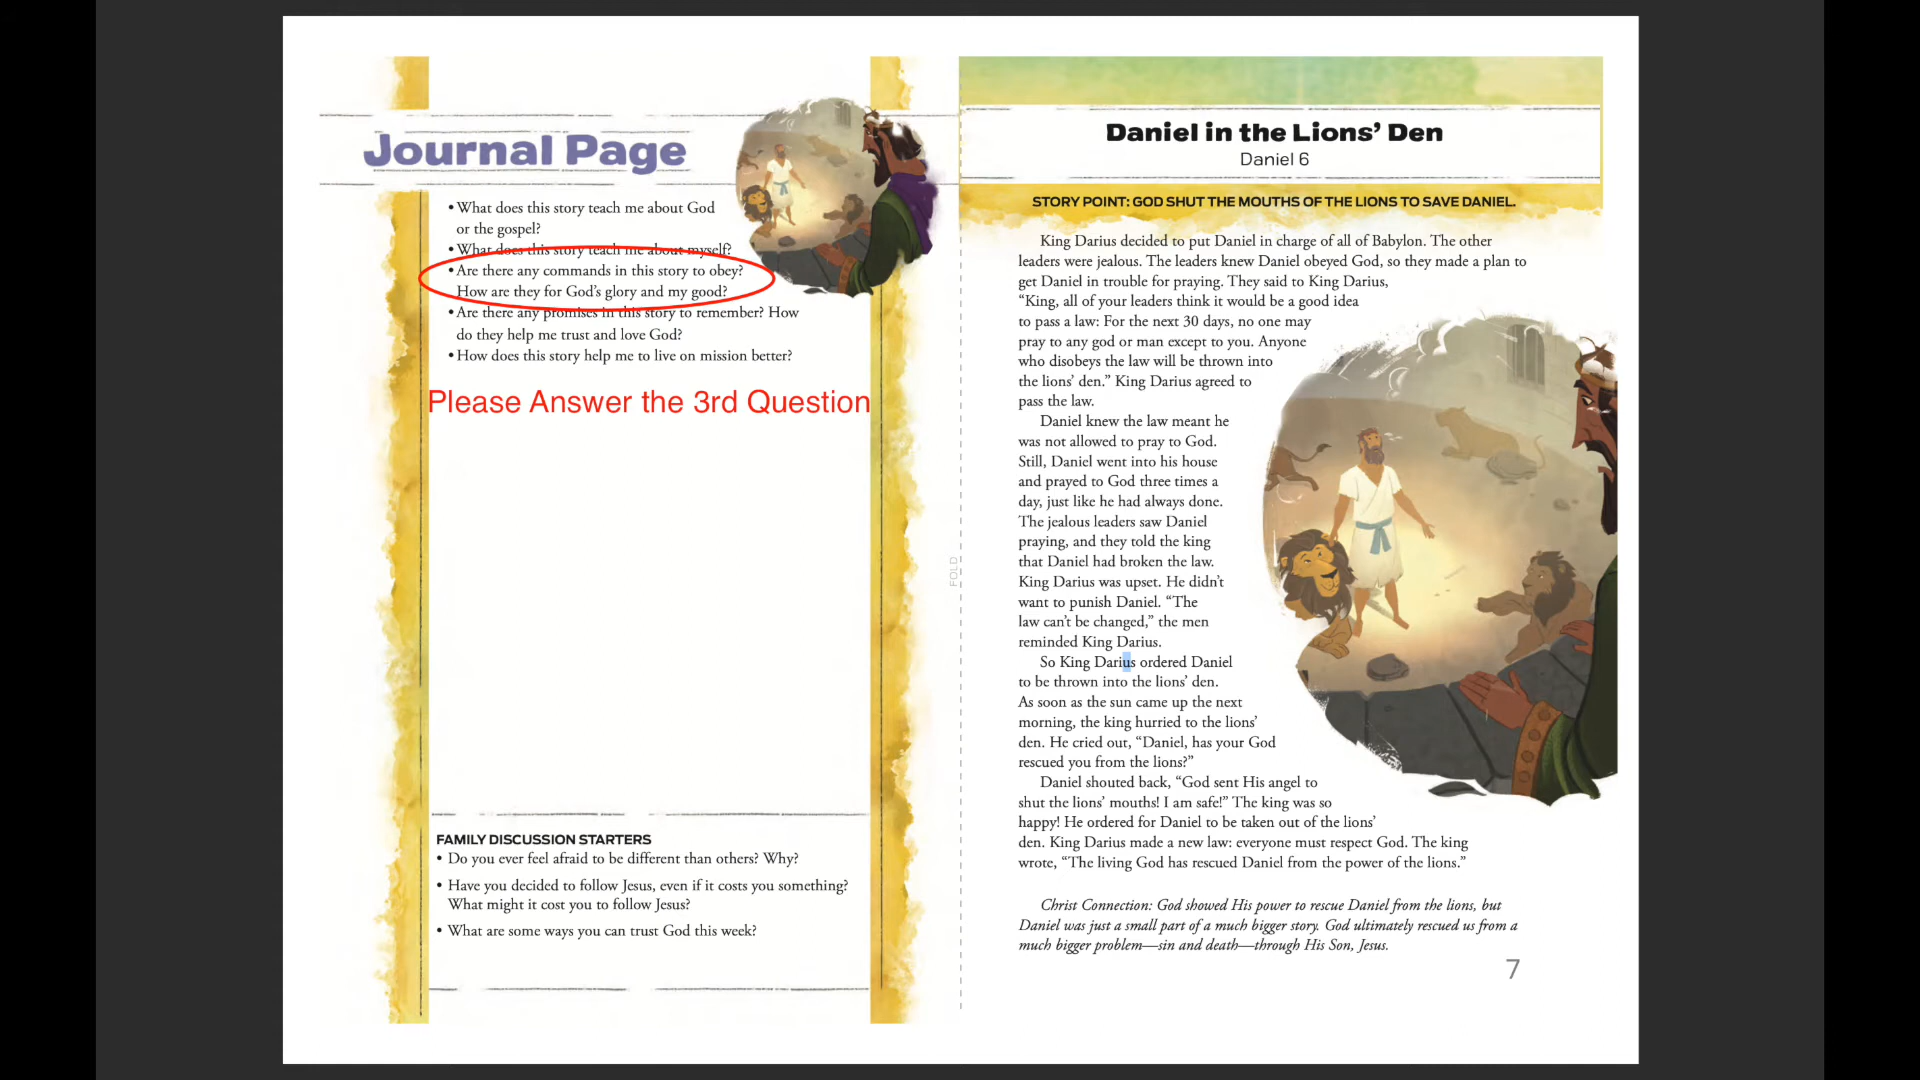 Journal Page
• What does this story teach me about God
or the gospel?
• What does this story teach me about myself?
• Are there any commands in this story to obey?
How are they for God’s glory and my good?
• Are there any promises in this story to remember? How
do they help me trust and love God?
• How does this story help me to live on mission better?
Please Answer the 3rd Question
FAMILY DISCUSSION STARTERS
• Do you ever feel afraid to be different than others? Why?
• Have you decided to follow Jesus, even if it costs you something?
What might it cost you to follow Jesus?
• What are some ways you can trust God this week?
FOLD
Daniel in the Lions’ Den
Daniel 6
STORY POINT: GOD SHUT THE MOUTHS OF THE LIONS TO SAVE DANIEL.
King Darius decided to put Daniel in charge of all of Babylon. The other
leaders were jealous. The leaders knew Daniel obeyed God, so they made a plan to
get Daniel in trouble for praying. They said to King Darius,
“King, all of your leaders think it would be a good idea
to pass a law: For the next 30 days, no one may
pray to any god or man except to you. Anyone
who disobeys the law will be thrown into
the lions’ den.” King Darius agreed to
pass the law.
Daniel knew the law meant he
was not allowed to pray to God.
Still, Daniel went into his house
and prayed to God three times a
day, just like he had always done.
The jealous leaders saw Daniel
praying, and they told the king
that Daniel had broken the law.
King Darius was upset. He didn’t
want to punish Daniel. “The
law can’t be changed,” the men
reminded King Darius.
So King Darius ordered Daniel
to be thrown into the lions’ den.
As soon as the sun came up the next
morning, the king hurried to the lions’
den. He cried out, “Daniel, has your God
rescued you from the lions?”
Daniel shouted back, “God sent His angel to
shut the lions’ mouths! I am safe!” The king was so
happy! He ordered for Daniel to be taken out of the lions’
den. King Darius made a new law: everyone must respect God. The king
wrote, “The living God has rescued Daniel from the power of the lions.”
Christ Connection: God showed His power to rescue Daniel from the lions, but
Daniel was just a small part of a much bigger story. God ultimately rescued us from a
much bigger problem—sin and death—through His Son, Jesus.
7